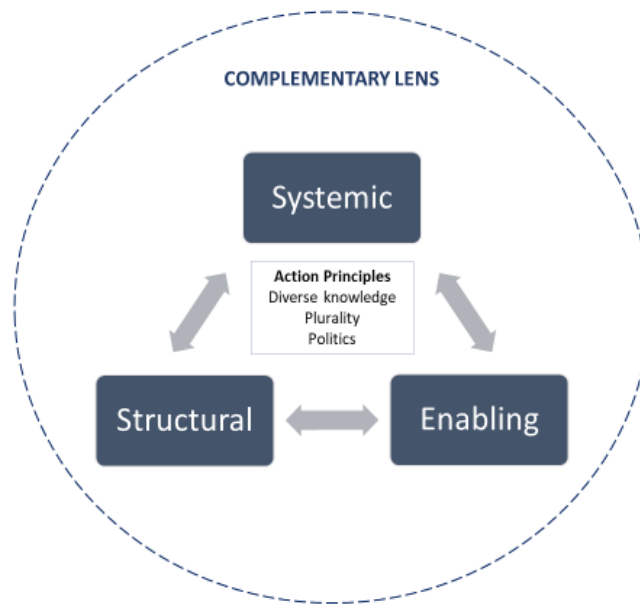 COMPLEMENTARY LENS
Systemic
Action Principles
Diverse knowledge
Plurality
Politics
Structural
Enabling